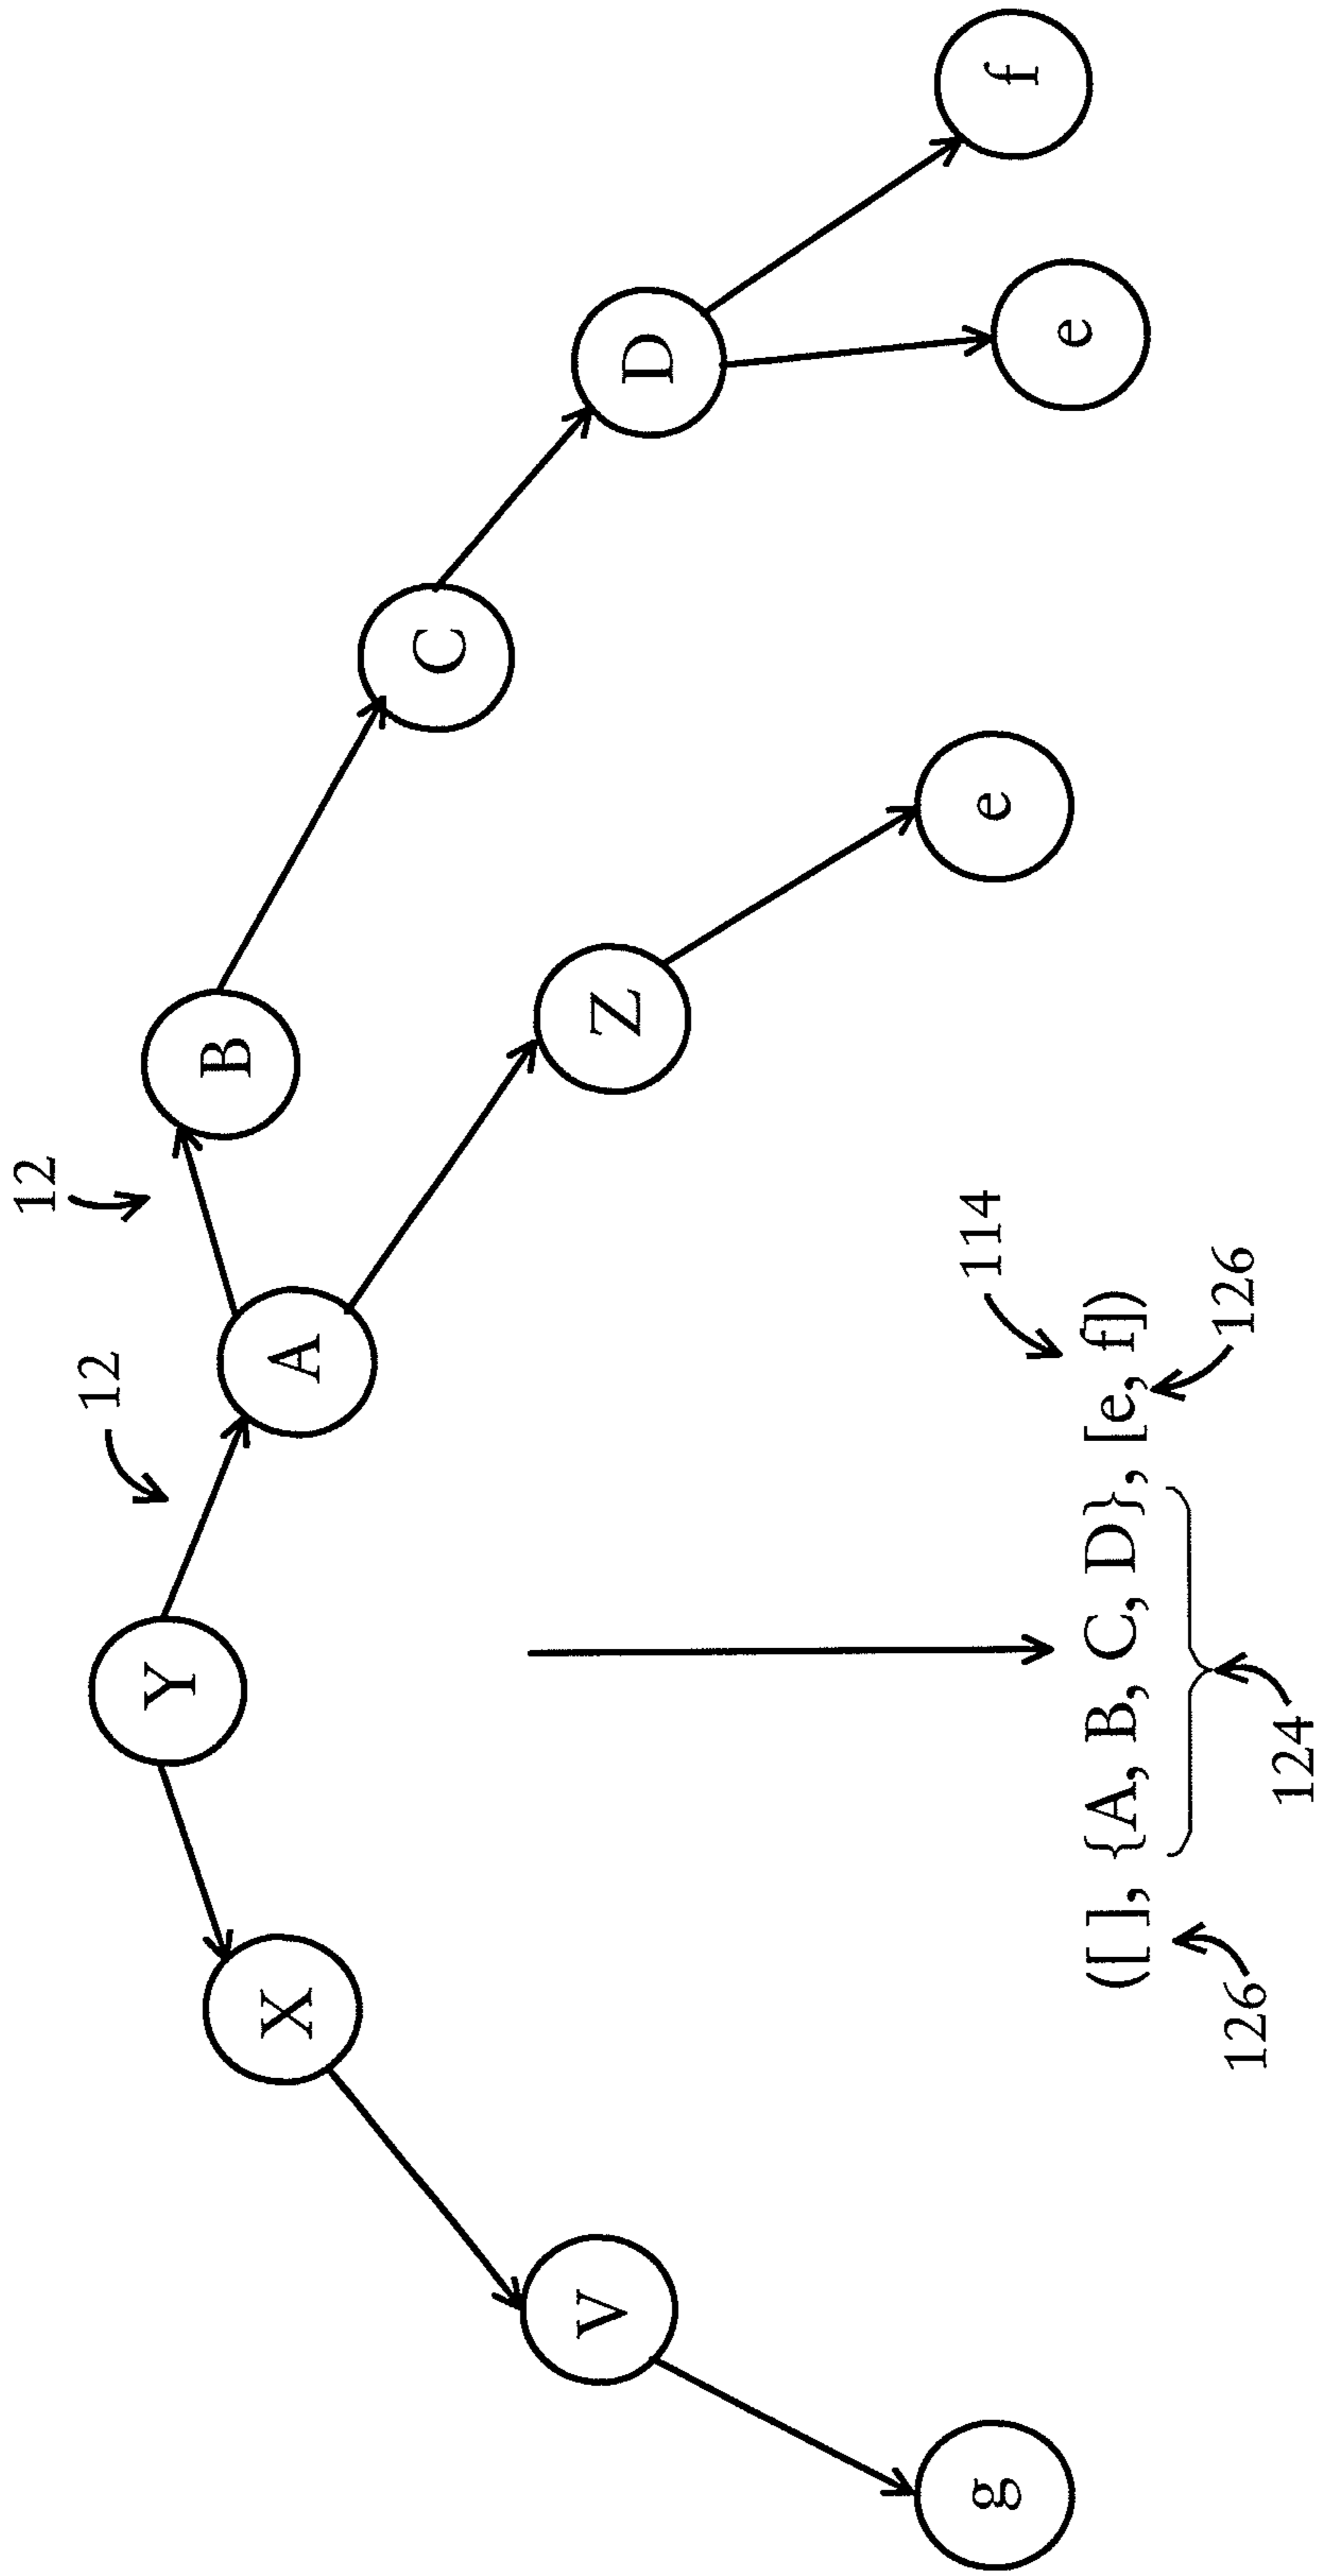 12
12
Y
B
X
A
C
V
Z
D
g
e
f
e
114
([ ], {A, B, C, D}, [e, f])
126
126
124